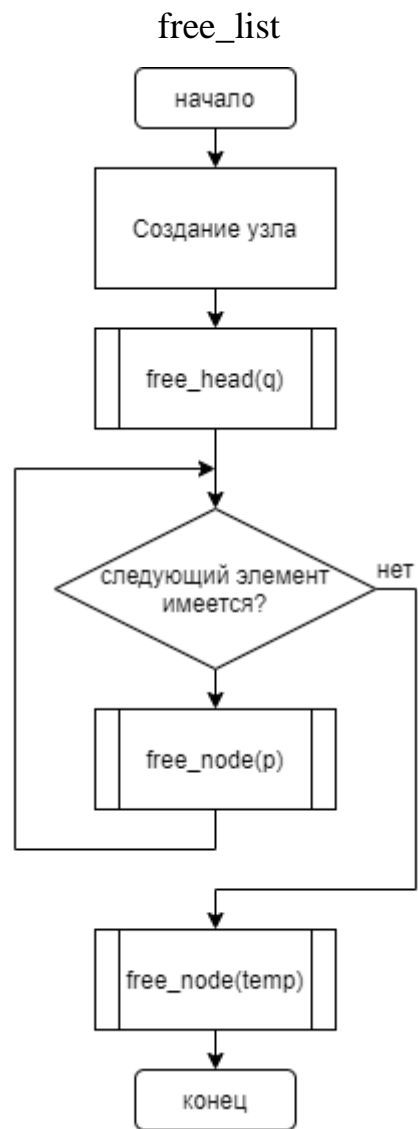 free_list
начало
Создание узла
free_head(q)
следующий элемент
имеется?
нет
free_node(p)
free_node(temp)
конец